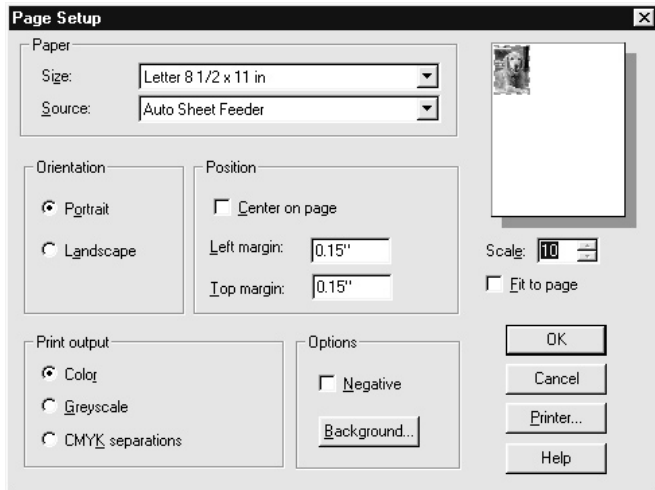 Page Setup
Paper
Size: Letter 8 1/2 x 11 in
Source: Auto Sheet Feeder
Orientation
Portrait
Landscape
Position
Center on page
Left margin: 0.15"
Top margin: 0.15"
Scale: 10
Fit to page
Print output
Color
Greyscale
CMYK separations
Options
Negative
Background...
OK
Cancel
Printer...
Help